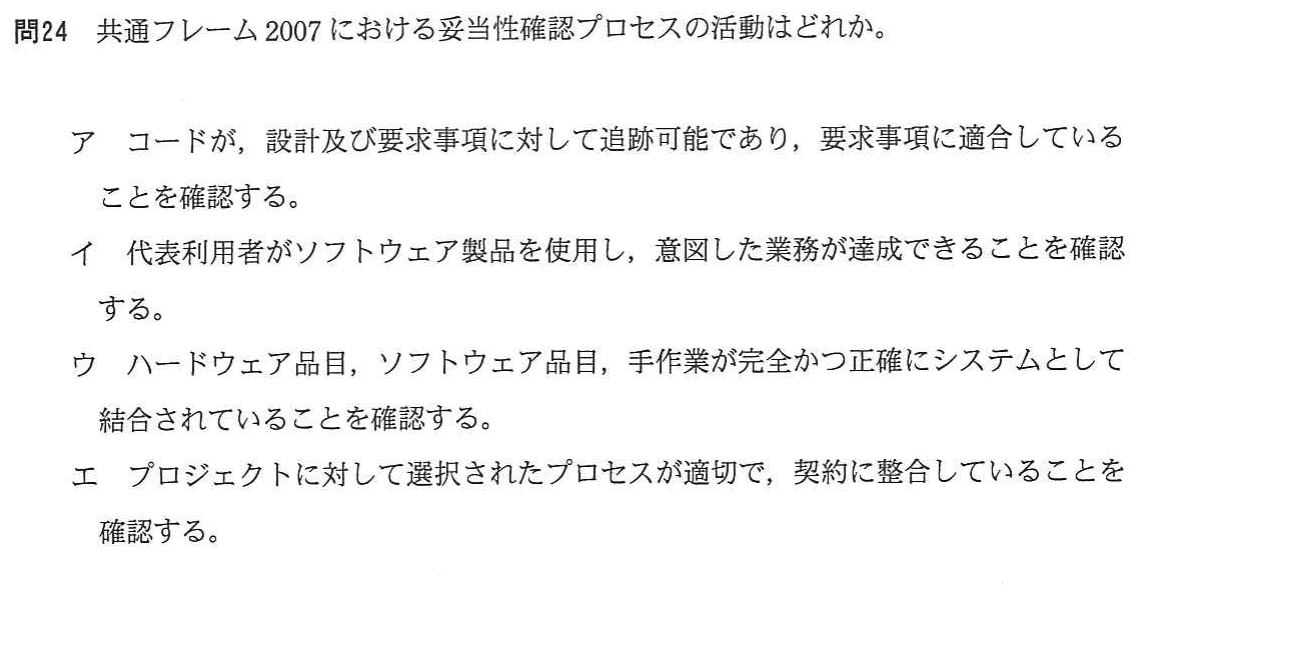 問24 共通フレーム2007における妥当性確認プロセスの活動はどれか。
ア コードが，設計及び要求事項に対して追跡可能であり，要求事項に適合している
ことを確認する。
イ 代表利用者がソフトウェア製品を使用し，意図した業務が達成できることを確認
する。
ウ ハードウェア品目，ソフトウェア品目，手作業が完全かつ正確にシステムとして
結合されていることを確認する。
エ プロジェクトに対して選択されたプロセスが適切で，契約に整合していることを
確認する。